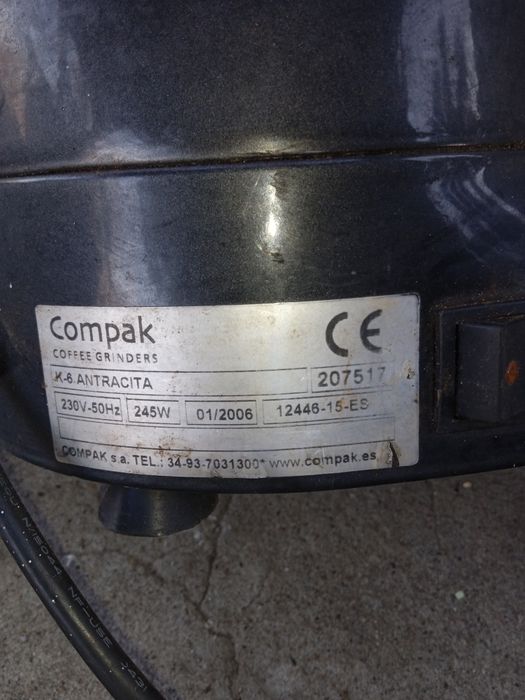 Compak CE
COFFEE GRINDERS
K-6 ANTRACITA 207517
230V-50Hz 245W 01/2006 12446-15-ES
COMPAK s.a. TEL.: 34-93-7031300* www.compak.es